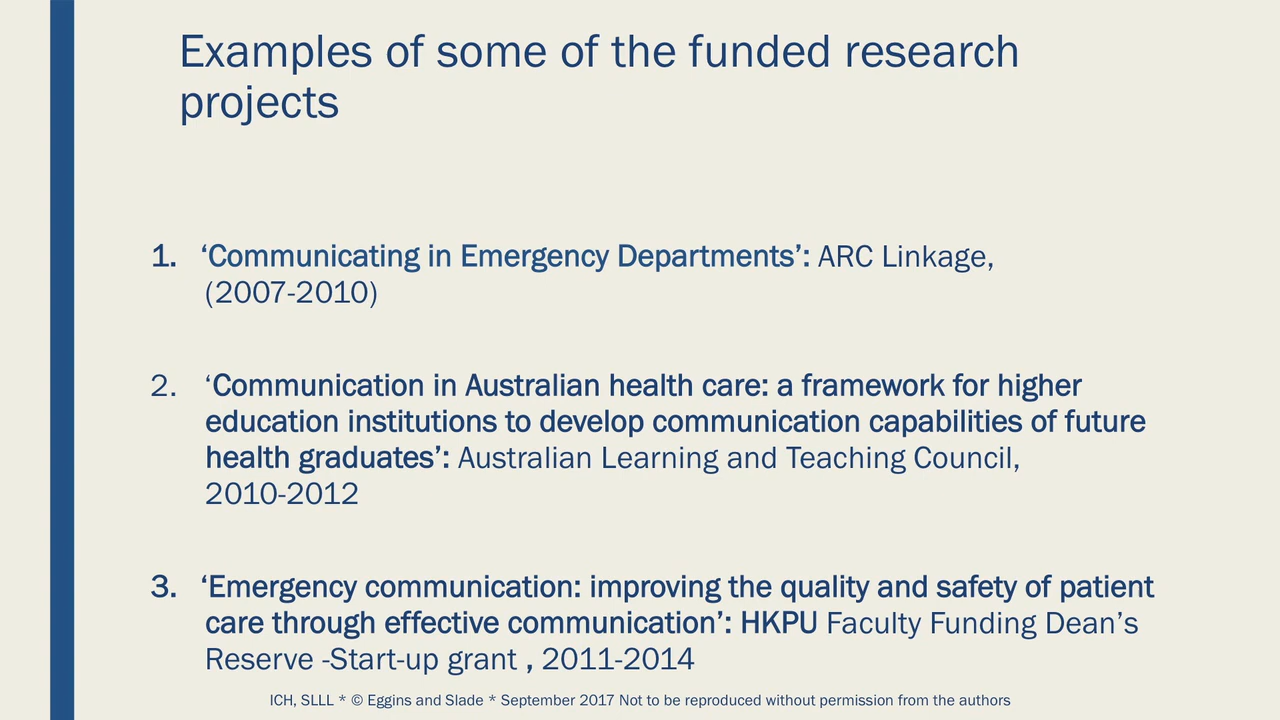 Examples of some of the funded research
projects
1. ‘Communicating in Emergency Departments’: ARC Linkage,
(2007-2010)
2. ‘Communication in Australian health care: a framework for higher
education institutions to develop communication capabilities of future
health graduates’: Australian Learning and Teaching Council,
2010-2012
3. ‘Emergency communication: improving the quality and safety of patient
care through effective communication’: HKPU Faculty Funding Dean’s
Reserve -Start-up grant , 2011-2014
ICH, SLLL * © Eggins and Slade * September 2017 Not to be reproduced without permission from the authors